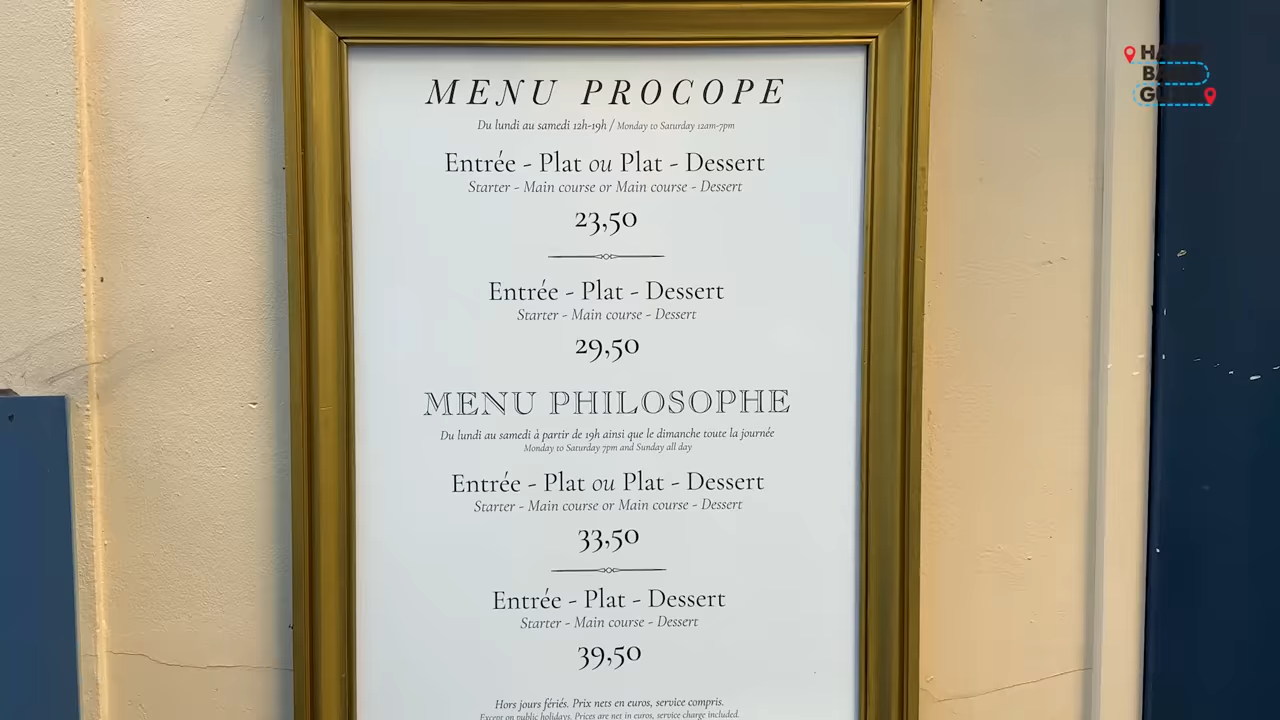 MENU PROCOPE
Du lundi au samedi 12h-19h / Monday to Saturday 12am-7pm
Entrée - Plat ou Plat - Dessert
Starter - Main course or Main course - Dessert
23,50
Entrée - Plat - Dessert
Starter - Main course - Dessert
29,50
MENU PHILOSOPHE
Du lundi au samedi à partir de 19h ainsi que le dimanche toute la journée
Monday to Saturday 7pm and Sunday all day
Entrée - Plat ou Plat - Dessert
Starter - Main course or Main course - Dessert
33,50
Entrée - Plat - Dessert
Starter - Main course - Dessert
39,50
Hors jours fériés. Prix nets en euros, service compris.
Except on public holidays. Prices are net in euros, service charge included.